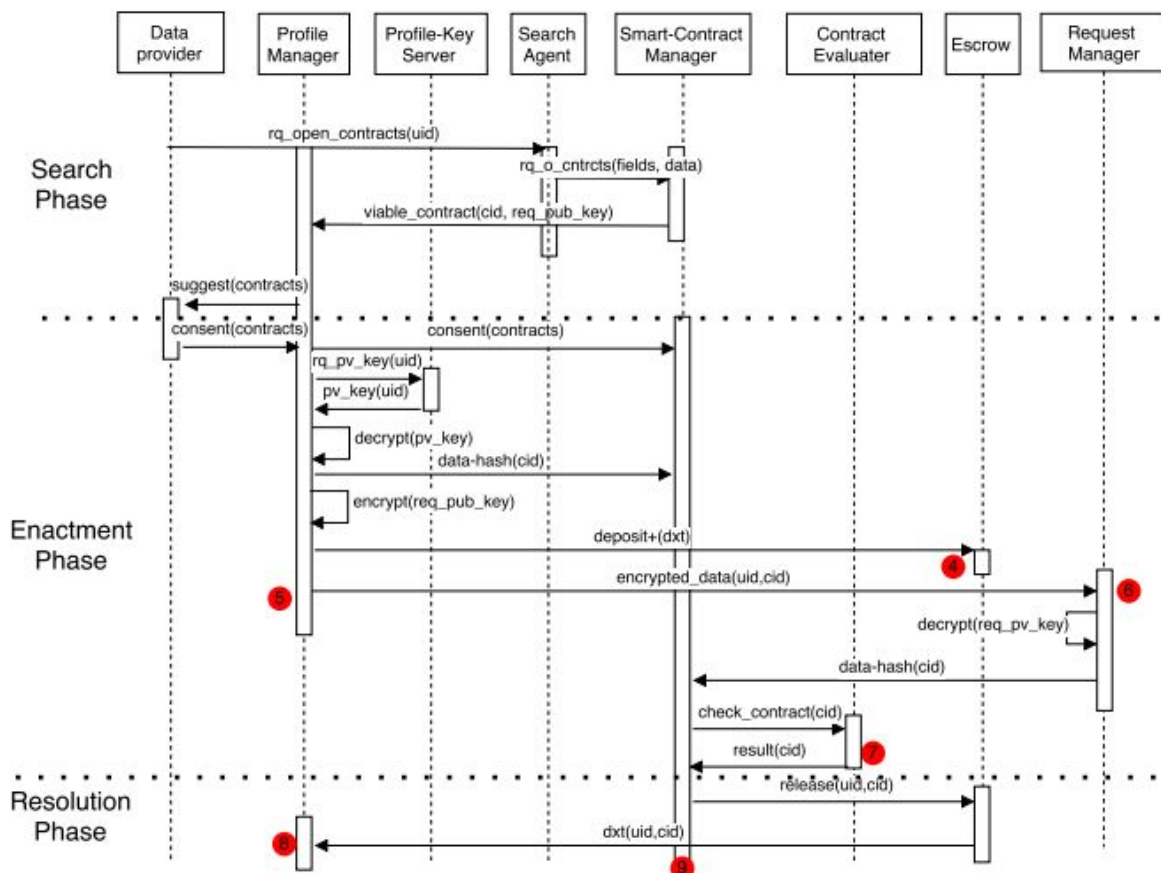 Data
provider
Profile
Manager
Profile-Key
Server
Search
Agent
Smart-Contract
Manager
Contract
Evaluater
Escrow
Request
Manager
Search
Phase
rq_open_contracts(uid)
rq_o_cntrcts(fields, data)
viable_contract(cid, req_pub_key)
suggest(contracts)
consent(contracts)
consent(contracts)
rq_pv_key(uid)
pv_key(uid)
decrypt(pv_key)
data-hash(cid)
encrypt(req_pub_key)
Enactment
Phase
deposit+(dxt)
4
encrypted_data(uid,cid)
5
6
decrypt(req_pv_key)
data-hash(cid)
check_contract(cid)
result(cid)
7
Resolution
Phase
release(uid,cid)
dxt(uid,cid)
8
9